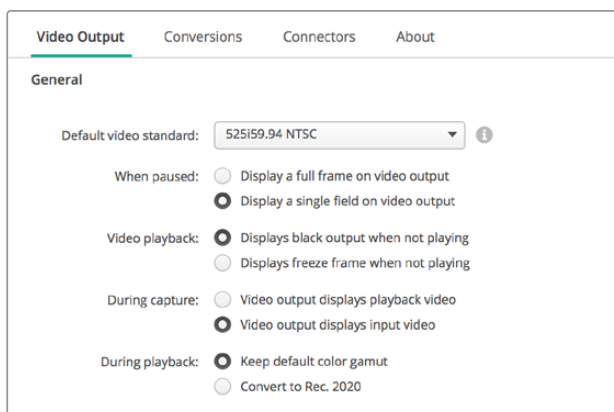 Video Output Conversions Connectors About
General
Default video standard: 525i59.94 NTSC
When paused: Display a full frame on video output
Display a single field on video output
Video playback: Displays black output when not playing
Displays freeze frame when not playing
During capture: Video output displays playback video
Video output displays input video
During playback: Keep default color gamut
Convert to Rec. 2020